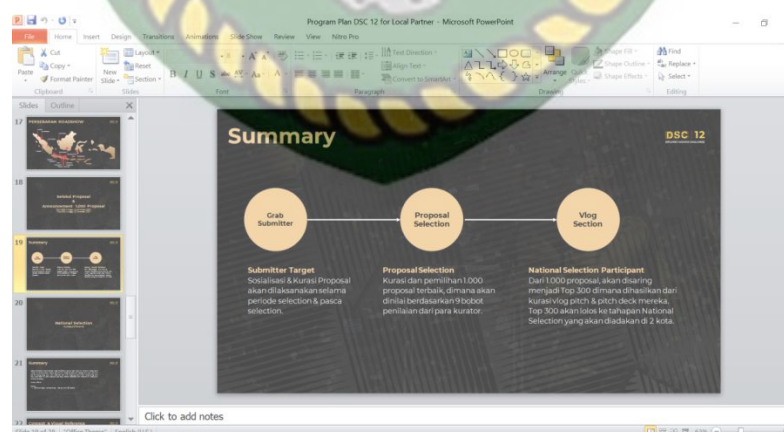 Program Plan DSC 12 for Local Partner - Microsoft PowerPoint
File Home Insert Design Transitions Animations Slide Show Review View Nitro Pro
Cut
Copy
Format Painter
Paste
Clipboard
New
Slide
Layout
Reset
Section
Slides
Font
Text Direction
Align Text
Convert to SmartArt
Paragraph
Arrange
Quick
Shape Fill
Shape Outline
Shape Effects
Drawing
Find
Replace
Select
Editing
Slides Outline
17
18
19
20
21
22
Summary
DSC 12
Grab
Submitter
Proposal
Selection
Vlog
Section
Submitter Target
Sosialisasi & Kurasi Proposal
akan dilaksanakan selama
periode selection & pasca
selection.
Proposal Selection
Kurasi dan pemilihan 1.000
proposal terbaik, dimana akan
dinilai berdasarkan 9 bobot
penilaian dari para kurator.
National Selection Participant
Dari 1.000 proposal, akan disaring
menjadi Top 300 dimana dihasilkan dari
kurasi vlog pitch & pitch deck mereka.
Top 300 akan lolos ke tahapan National
Selection yang akan diadakan di 2 kota.
Click to add notes